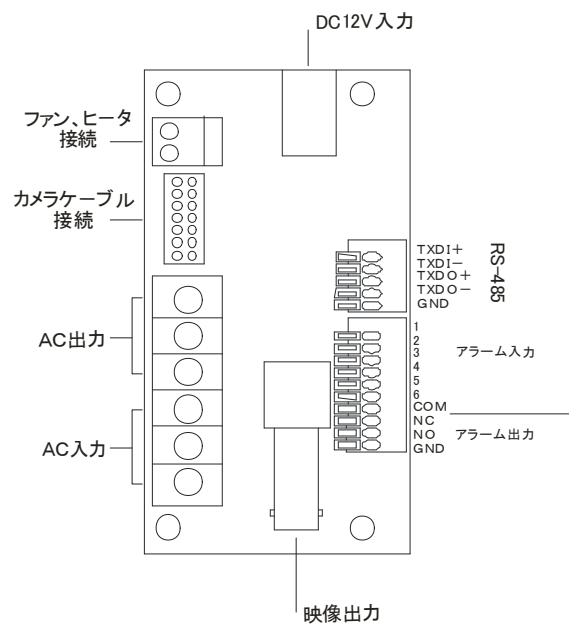 DC12V入力
ファン、ヒータ
接続
カメラケーブル
接続
AC出力
AC入力
TXDI+
TXDI-
TXDO+
TXDO-
GND
RS-485
1
2
3
4
5
6
アラーム入力
COM
NC
NO
GND
アラーム出力
映像出力